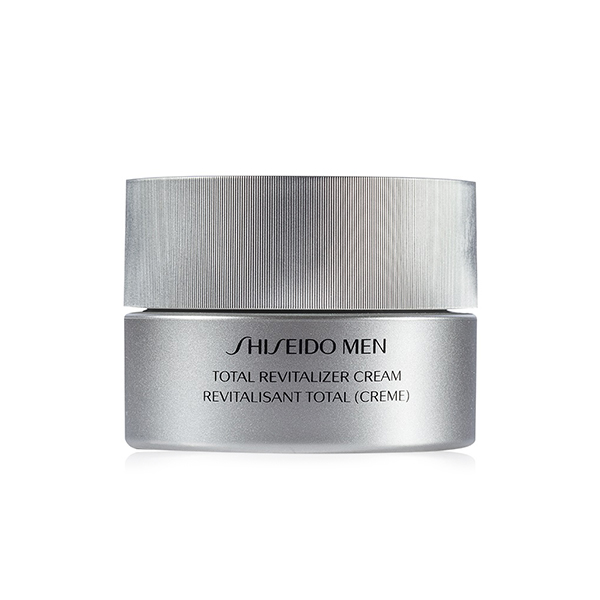 SHISEIDO MEN
TOTAL REVITALIZER CREAM
REVITALISANT TOTAL (CREME)